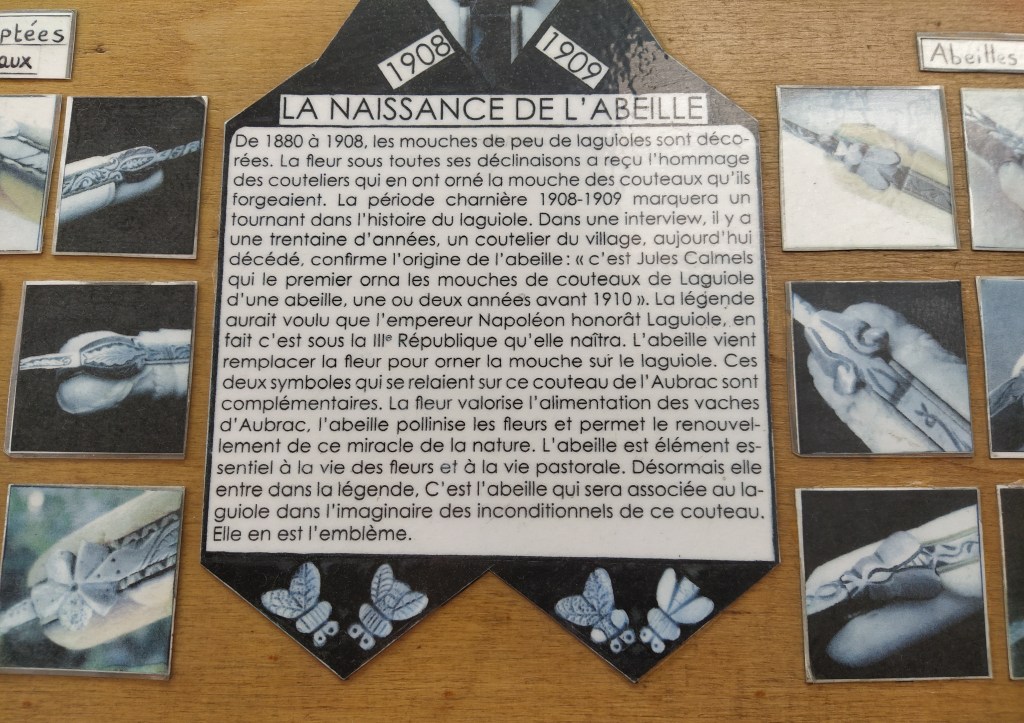 ptées
aux
1908
1909
Abeilles
LA NAISSANCE DE L'ABEILLE
De 1880 à 1908, les mouches de peu de laguioles sont déco-
rées. La fleur sous toutes ses déclinaisons a reçu l'hommage
des couteliers qui en ont orné la mouche des couteaux qu'ils
forgeaient. La période charnière 1908-1909 marquera un
tournant dans l'histoire du laguiole. Dans une interview, il y a
une trentaine d'années, un coutelier du village, aujourd'hui
décédé, confirme l'origine de l'abeille : « c'est Jules Calmels
qui le premier orna les mouches de couteaux de Laguiole
d'une abeille, une ou deux années avant 1910 ». La légende
aurait voulu que l'empereur Napoléon honorât Laguiole, en
fait c'est sous la IIIe République qu'elle naîtra. L'abeille vient
remplacer la fleur pour orner la mouche sur le laguiole. Ces
deux symboles qui se relaient sur ce couteau de l'Aubrac sont
complémentaires. La fleur valorise l'alimentation des vaches
d'Aubrac, l'abeille pollinise les fleurs et permet le renouvel-
lement de ce miracle de la nature. L'abeille est élément es-
sentiel à la vie des fleurs et à la vie pastorale. Désormais elle
entre dans la légende, C'est l'abeille qui sera associée au la-
guiole dans l'imaginaire des inconditionnels de ce couteau.
Elle en est l'emblème.